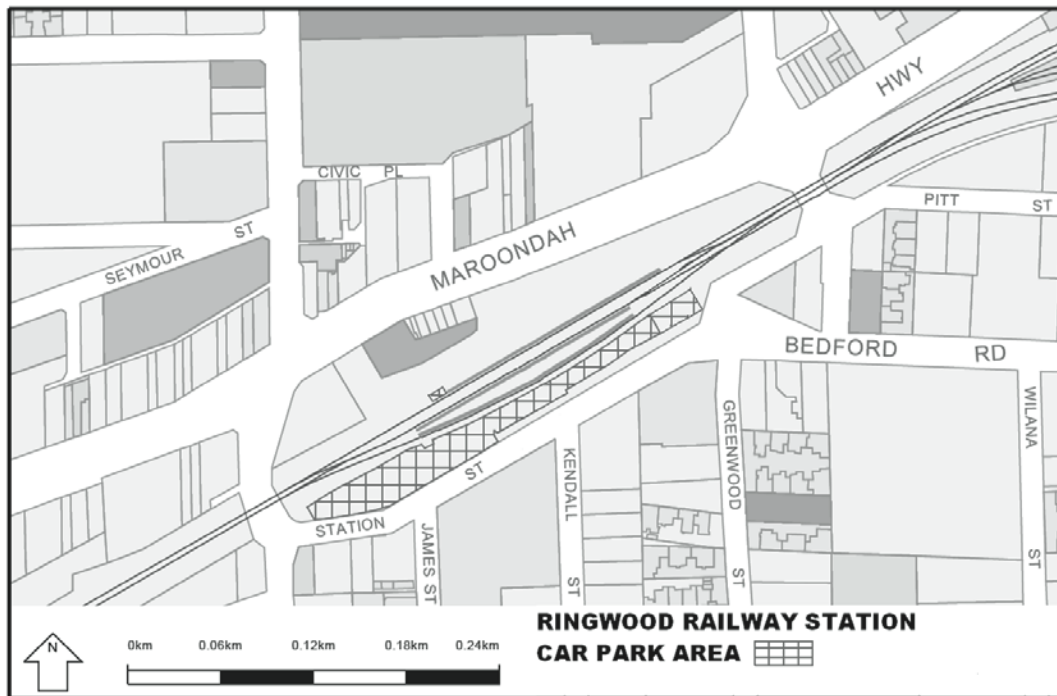 HWY
CIVIC PL
PITT ST
SEYMOUR ST
MAROONDAH
BEDFORD RD
GREENWOOD ST
WILANA ST
KENDALL ST
STATION ST
JAMES ST
N
0km 0.06km 0.12km 0.18km 0.24km
RINGWOOD RAILWAY STATION
CAR PARK AREA